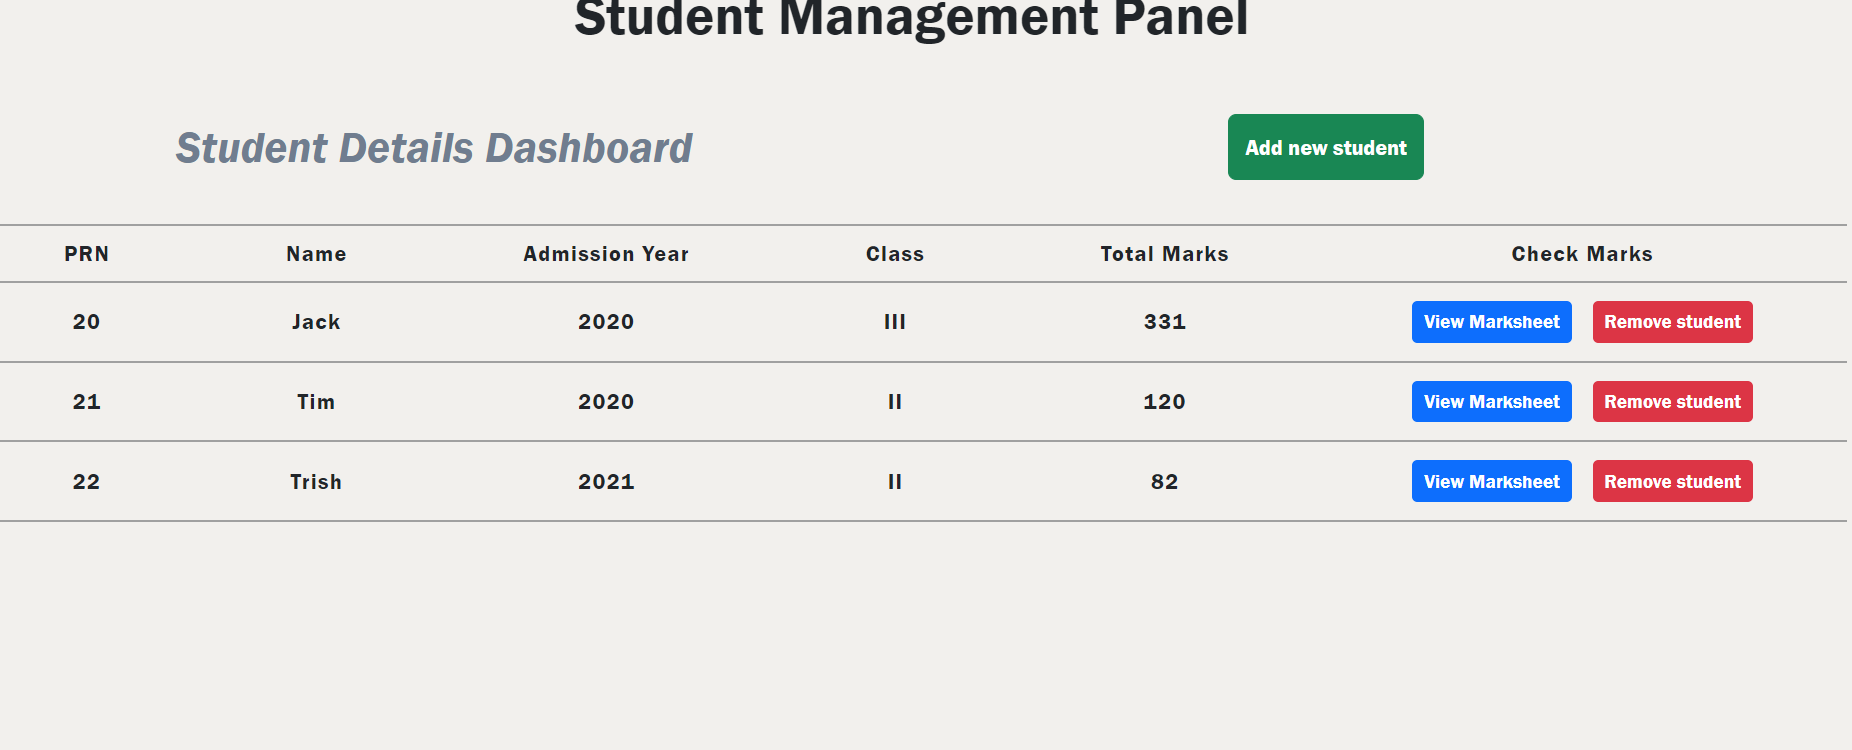 Student Management Panel
Student Details Dashboard
Add new student
PRN Name Admission Year Class Total Marks Check Marks
20 Jack 2020 III 331 View Marksheet Remove student
21 Tim 2020 II 120 View Marksheet Remove student
22 Trish 2021 II 82 View Marksheet Remove student